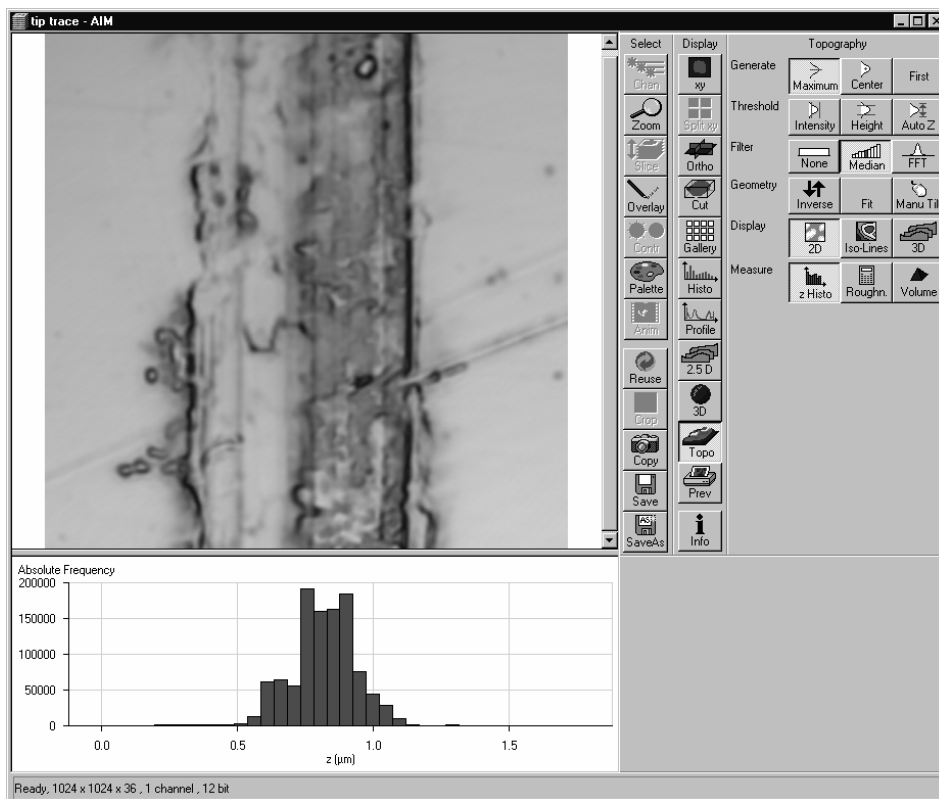 tip trace - AIM
Select
Chan
Zoom
Slice
Overlay
Contr
Palette
Anim
Reuse
Crop
Copy
Save
SaveAs
Display
xy
Split xy
Ortho
Cut
Gallery
Histo
Profile
2.5 D
3D
Topo
Prev
Info
Topography
Generate Maximum Center First
Threshold Intensity Height Auto Z
Filter None Median FFT
Geometry Inverse Fit Manu Til
Display 2D Iso-Lines 3D
Measure z Histo Roughn. Volume
Absolute Frequency
200000
150000
100000
50000
0
0.0 0.5 1.0 1.5
z (µm)
Ready, 1024 x 1024 x 36 , 1 channel , 12 bit